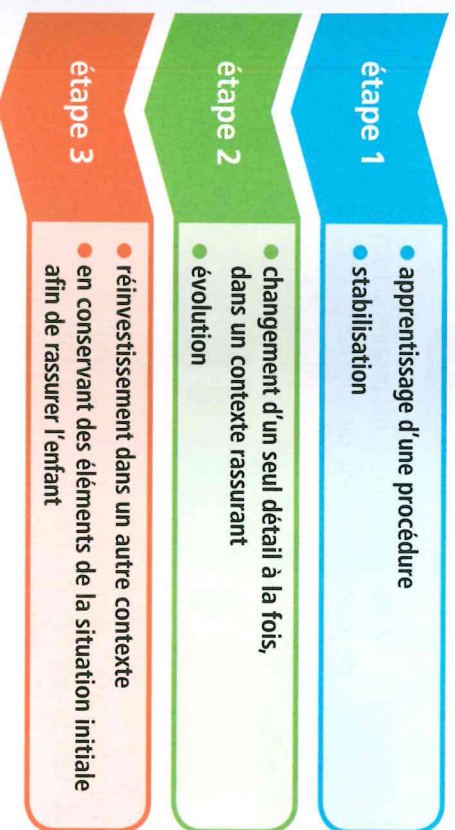 étape 1
• apprentissage d'une procédure
• stabilisation
étape 2
• changement d'un seul détail à la fois,
dans un contexte rassurant
• évolution
étape 3
• réinvestissement dans un autre contexte
• en conservant des éléments de la situation initiale
afin de rassurer l'enfant